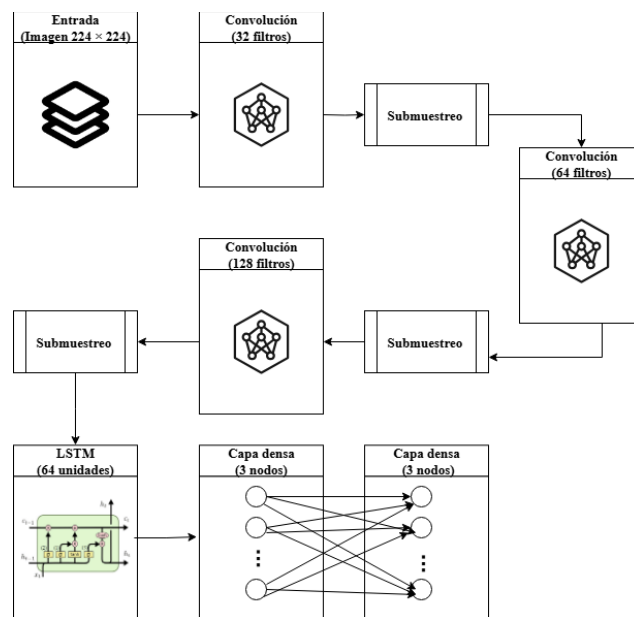 Entrada
(Imagen 224 × 224)
Convolución
(32 filtros)
Submuestreo
Convolución
(64 filtros)
Submuestreo
Convolución
(128 filtros)
Submuestreo
LSTM
(64 unidades)
Capa densa
(3 nodos)
Capa densa
(3 nodos)